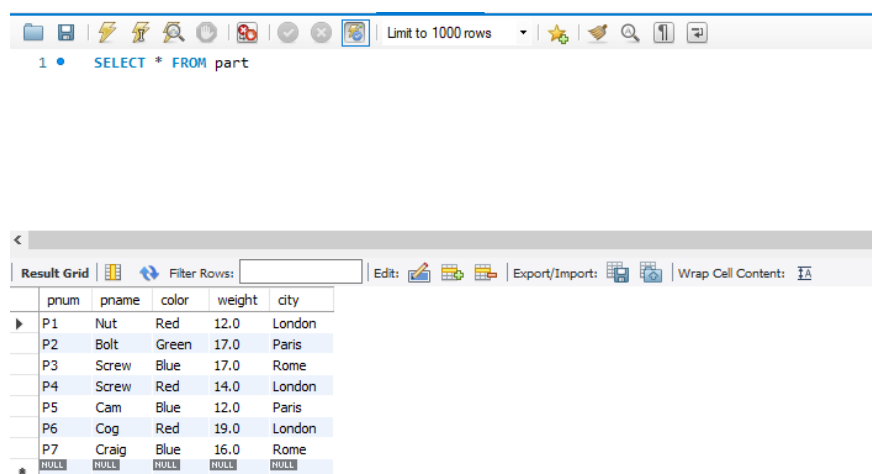 Limit to 1000 rows
1 SELECT * FROM part
Result Grid Filter Rows: Edit: Export/Import: Wrap Cell Content:
pnum pname color weight city
P1 Nut Red 12.0 London
P2 Bolt Green 17.0 Paris
P3 Screw Blue 17.0 Rome
P4 Screw Red 14.0 London
P5 Cam Blue 12.0 Paris
P6 Cog Red 19.0 London
P7 Craig Blue 16.0 Rome
NULL NULL NULL NULL NULL